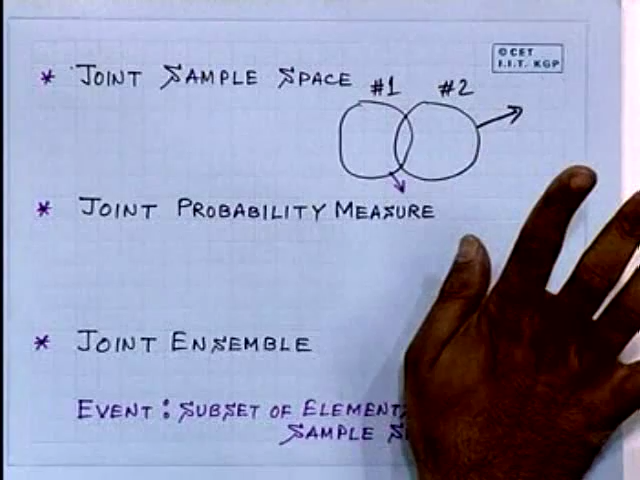 © CET
I.I.T. KGP
* JOINT SAMPLE SPACE
#1 #2
* JOINT PROBABILITY MEASURE
* JOINT ENSEMBLE
EVENT: SUBSET OF
SAMPLE